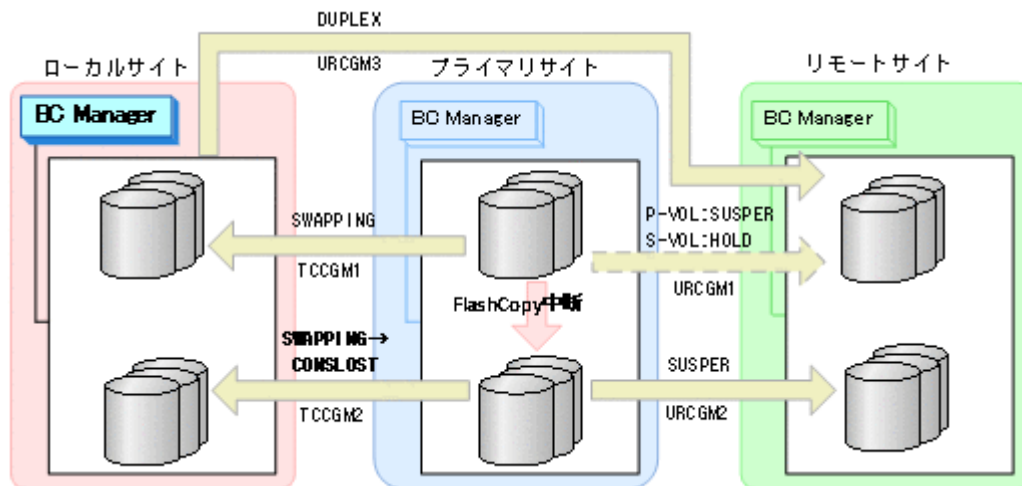 DUPLEX
URCGM3
ローカルサイト
プライマリサイト
リモートサイト
BC Manager
BC Manager
BC Manager
SWAPPING
TCCGM1
P-VOL:SUSPER
S-VOL:HOLD
URCGM1
FlashCopy中断
SWAPPING→
CONSLOST
TCCGM2
SUSPER
URCGM2